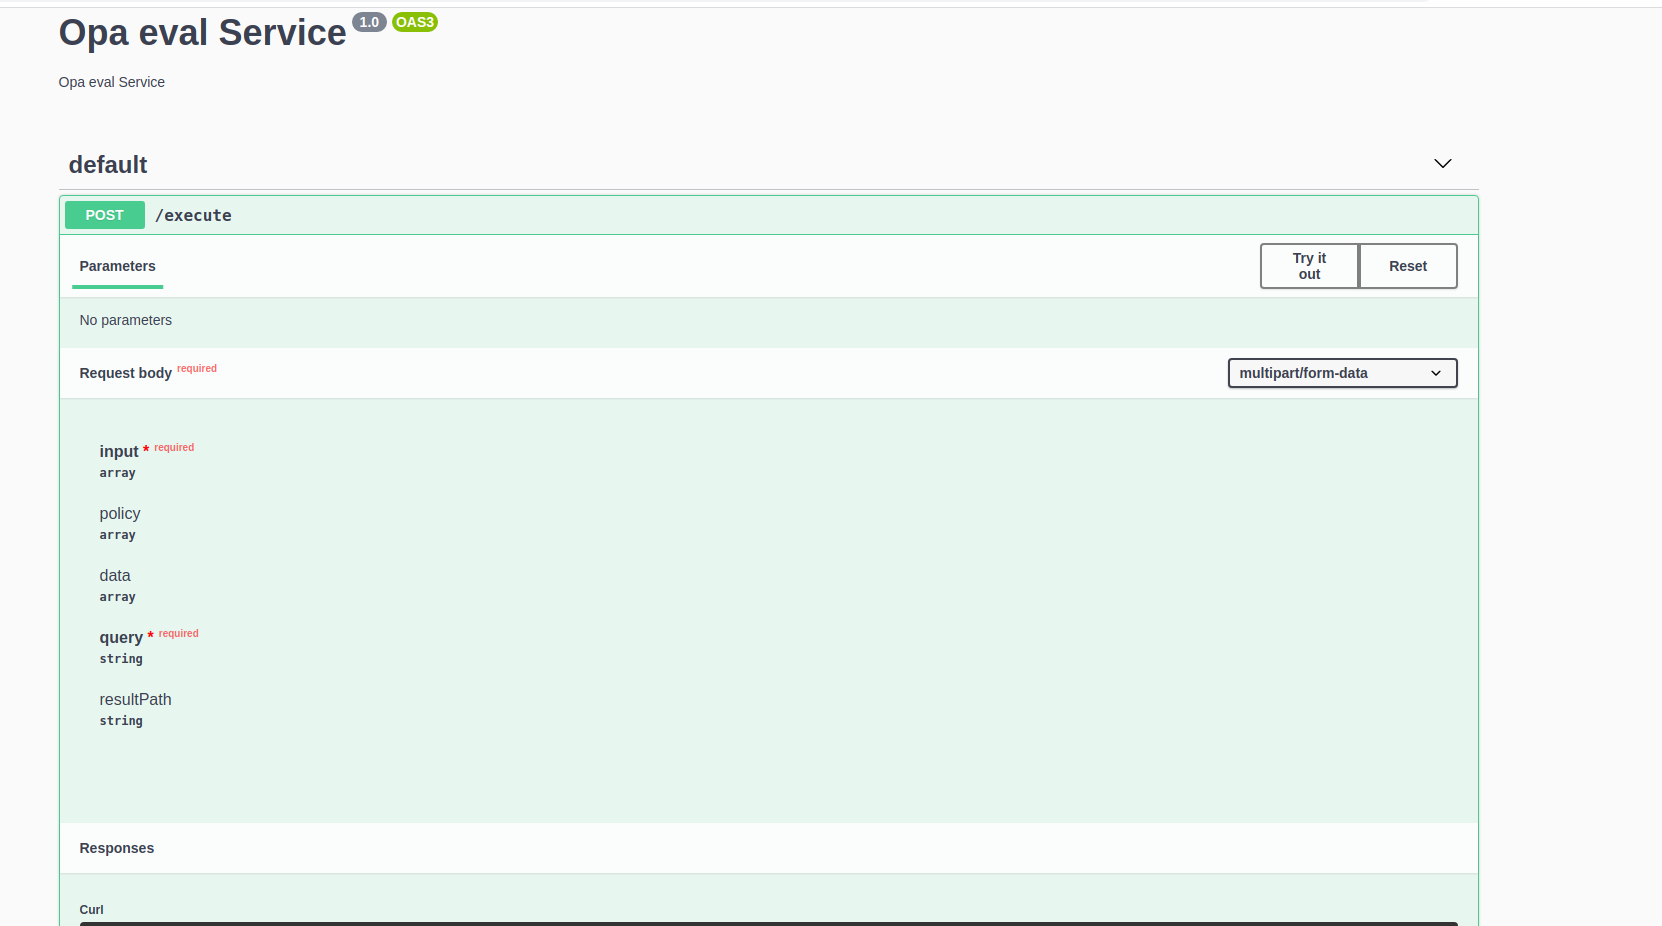 Opa eval Service 1.0 OAS3
Opa eval Service
default
POST /execute
Parameters
Try it
out
Reset
No parameters
Request body required
multipart/form-data
input * required
array
policy
array
data
array
query * required
string
resultPath
string
Responses
Curl